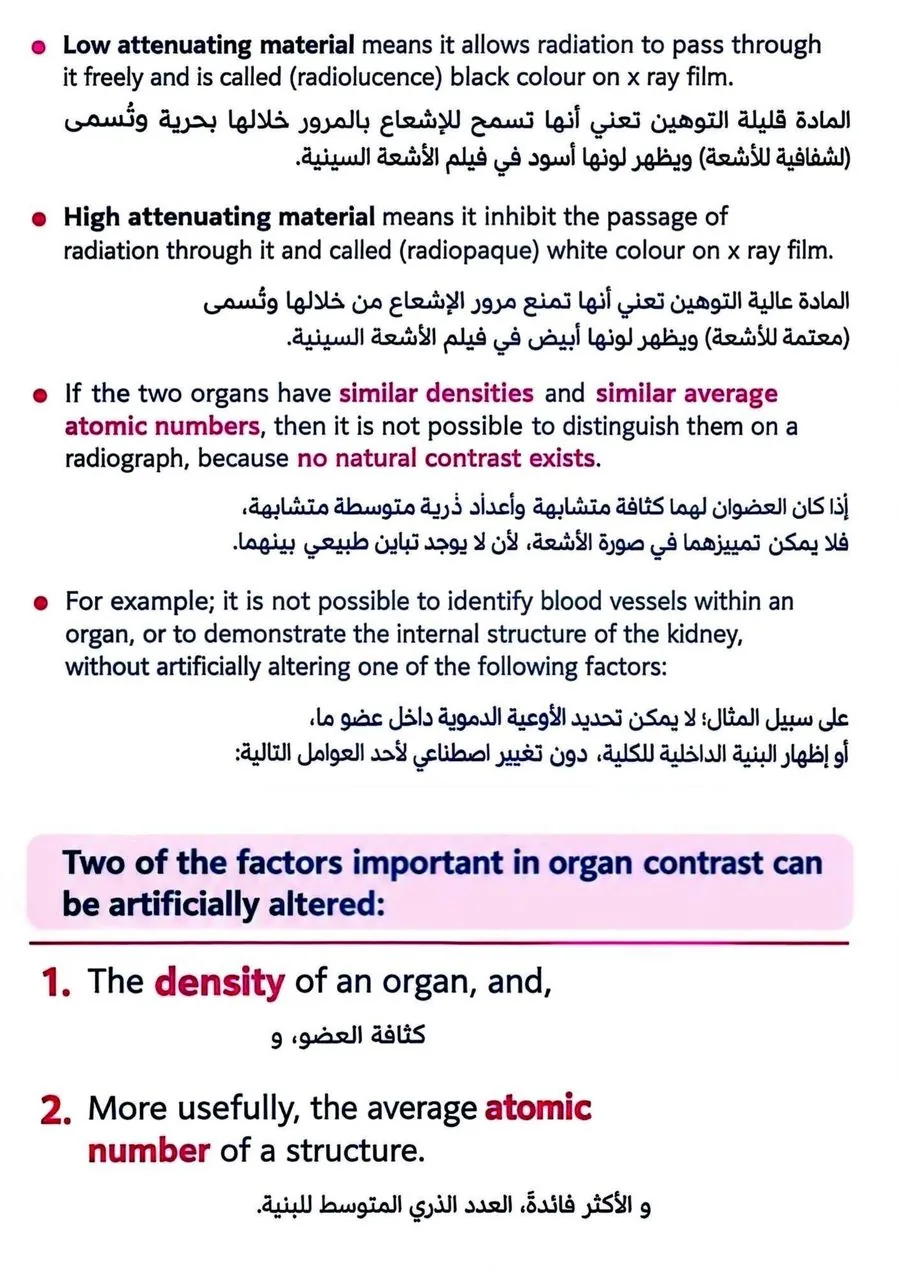 • Low attenuating material means it allows radiation to pass through
it freely and is called (radiolucence) black colour on x ray film.
المادة قليلة التوهين تعني أنها تسمح للإشعاع بالمرور خلالها بحرية وتُسمى
(لشفافية للأشعة) ويظهر لونها أسود في فيلم الأشعة السينية.
• High attenuating material means it inhibit the passage of
radiation through it and called (radiopaque) white colour on x ray film.
المادة عالية التوهين تعني أنها تمنع مرور الإشعاع من خلالها وتُسمى
(معتمة للأشعة) ويظهر لونها أبيض في فيلم الأشعة السينية.
• If the two organs have similar densities and similar average
atomic numbers, then it is not possible to distinguish them on a
radiograph, because no natural contrast exists.
إذا كان العضوان لهما كثافة متشابهة وأعداد ذرية متوسطة متشابهة،
فلا يمكن تمييزهما في صورة الأشعة، لأن لا يوجد تباين طبيعي بينهما.
• For example; it is not possible to identify blood vessels within an
organ, or to demonstrate the internal structure of the kidney,
without artificially altering one of the following factors:
على سبيل المثال؛ لا يمكن تحديد الأوعية الدموية داخل عضو ما،
أو إظهار البنية الداخلية للكلية، دون تغيير اصطناعي لأحد العوامل التالية:
Two of the factors important in organ contrast can
be artificially altered:
1. The density of an organ, and,
كثافة العضو، و
2. More usefully, the average atomic
number of a structure.
و الأكثر فائدةً، العدد الذري المتوسط للبنية.